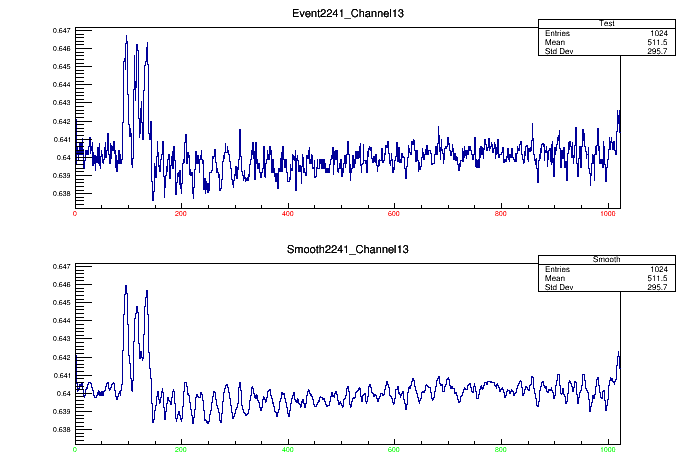 Event2241_Channel13
Test
Entries 1024
Mean 511.5
Std Dev 295.7
0.647
0.646
0.645
0.644
0.643
0.642
0.641
0.64
0.639
0.638
0 200 400 600 800 1000
Smooth2241_Channel13
Smooth
Entries 1024
Mean 511.5
Std Dev 295.7
0.647
0.646
0.645
0.644
0.643
0.642
0.641
0.64
0.639
0.638
0 200 400 600 800 1000